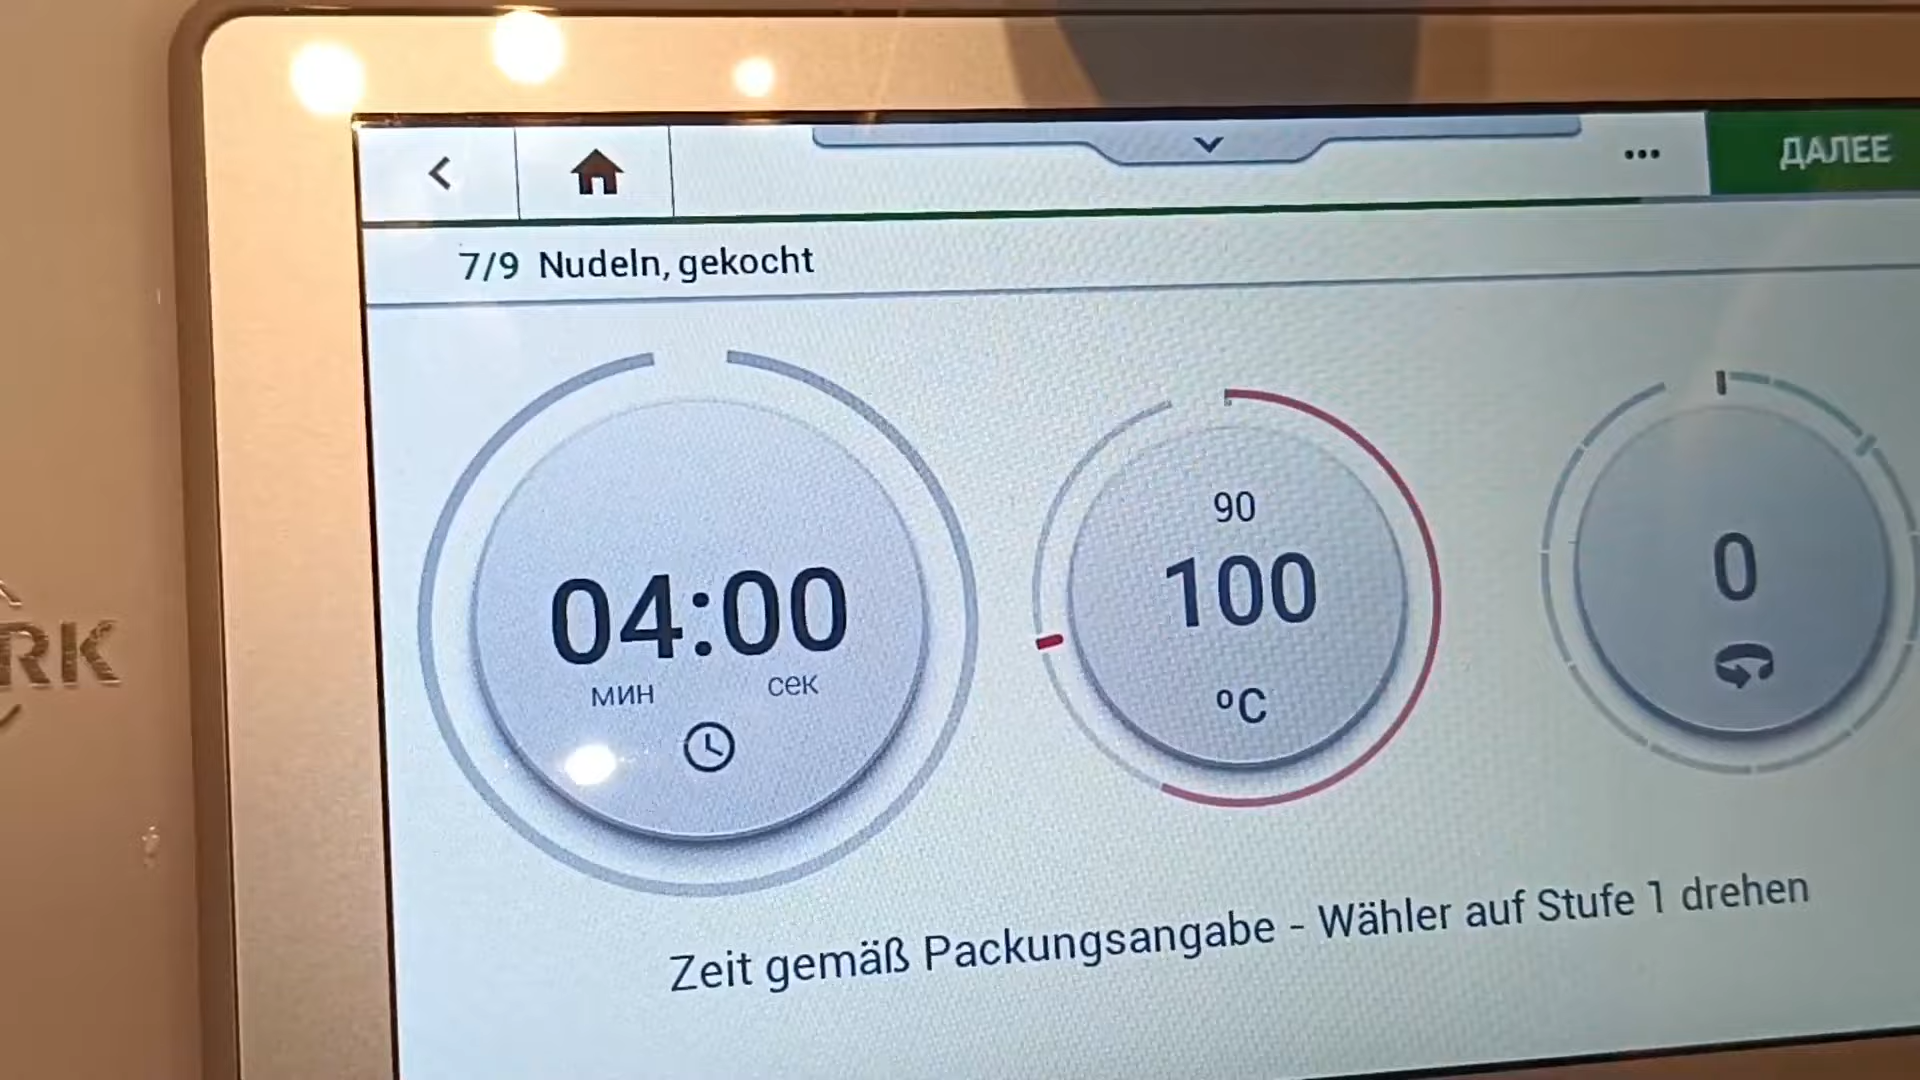 ДАЛЕЕ
7/9 Nudeln, gekocht
04:00
мин сек
90
100
°C
0
RK
Zeit gemäß Packungsangabe - Wähler auf Stufe 1 drehen